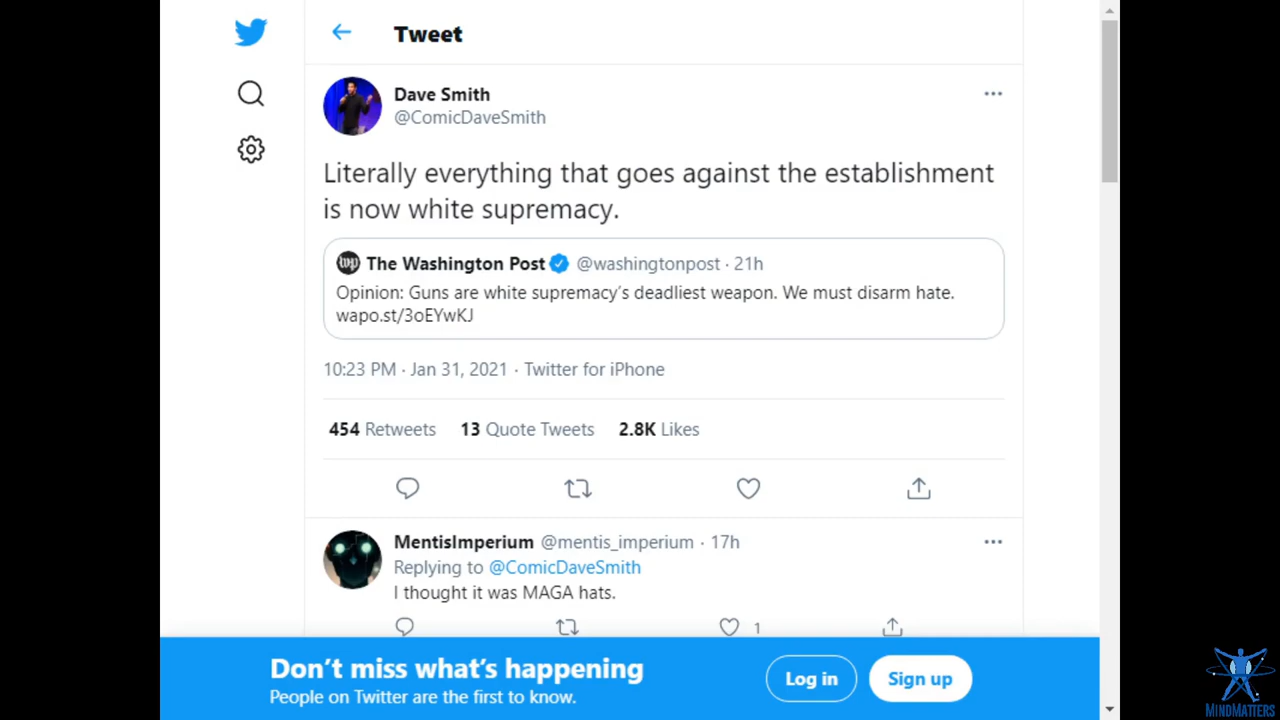 Tweet
Dave Smith
@ComicDaveSmith
Literally everything that goes against the establishment
is now white supremacy.
wp The Washington Post @washingtonpost · 21h
Opinion: Guns are white supremacy's deadliest weapon. We must disarm hate.
wapo.st/3oEYwKJ
10:23 PM · Jan 31, 2021 · Twitter for iPhone
454 Retweets 13 Quote Tweets 2.8K Likes
MentisImperium @mentis_imperium · 17h
Replying to @ComicDaveSmith
I thought it was MAGA hats.
1
Don't miss what's happening
People on Twitter are the first to know.
Log in
Sign up
MINDMATTERS